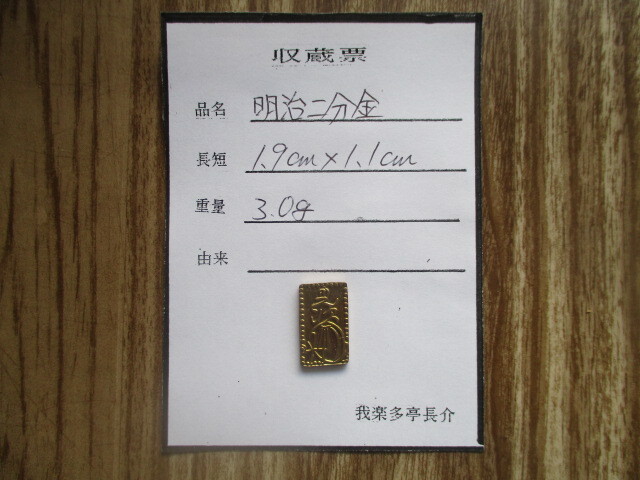 収蔵票
品名 明治二分金
長短 1.9cm×1.1cm
重量 3.0g
由来
我楽多亭長介